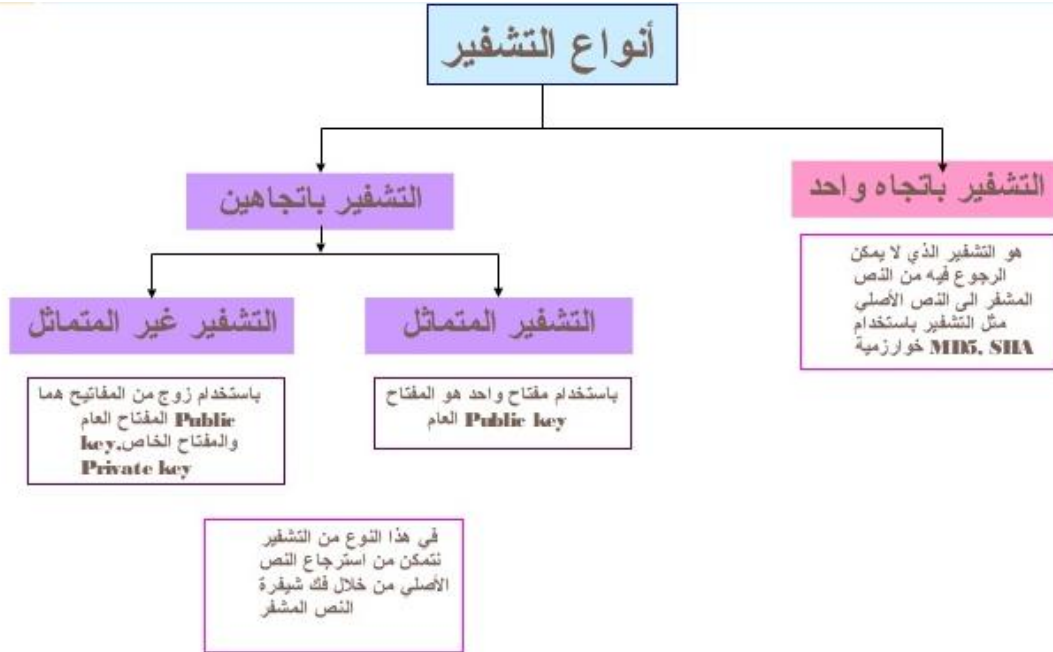 أنواع التشفير
التشفير باتجاه واحد
هو التشفير الذي لا يمكن
الرجوع فيه من النص
المشفر الى النص الأصلي
مثل التشفير باستخدام
خوارزمية MD5, SHA
التشفير باتجاهين
التشفير المتماثل
باستخدام مفتاح واحد هو المفتاح
العام Public key
التشفير غير المتماثل
باستخدام زوج من المفاتيح هما
المفتاح العام Public
key, والمفتاح الخاص
Private key
في هذا النوع من التشفير
نتمكن من استرجاع النص
الأصلي من خلال فك شيفرة
النص المشفر